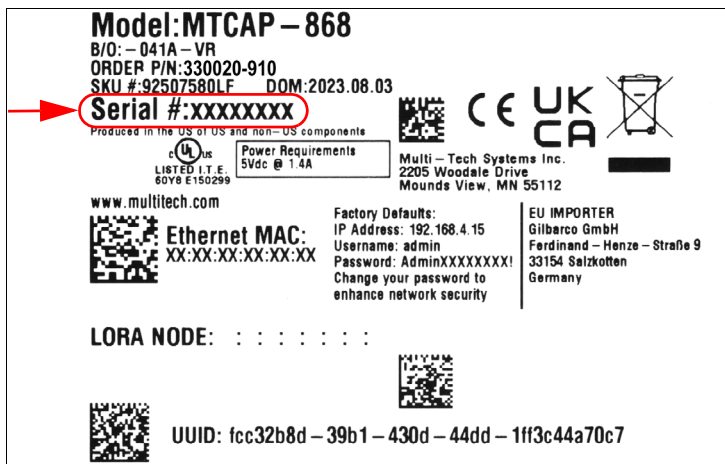 Model:MTCAP – 868
B/O: – 041A – VR
ORDER P/N:330020-910
SKU #:92507580LF DOM:2023.08.03
Serial #:XXXXXXXX
Produced in the US of US and non– US components
c UL us
LISTED I.T.E.
60Y8 E150299
Power Requirements
5Vdc @ 1.4A
CE
UK
CA
Multi – Tech Systems Inc.
2205 Woodale Drive
Mounds View, MN 55112
www.multitech.com
Ethernet MAC:
XX:XX:XX:XX:XX:XX
Factory Defaults:
IP Address: 192.168.4.15
Username: admin
Password: AdminXXXXXXXX!
Change your password to
enhance network security
EU IMPORTER
Gilbarco GmbH
Ferdinand – Henze – Straße 9
33154 Salzkotten
Germany
LORA NODE: : : : : : : :
UUID: fcc32b8d – 39b1 – 430d – 44dd – 1ff3c44a70c7